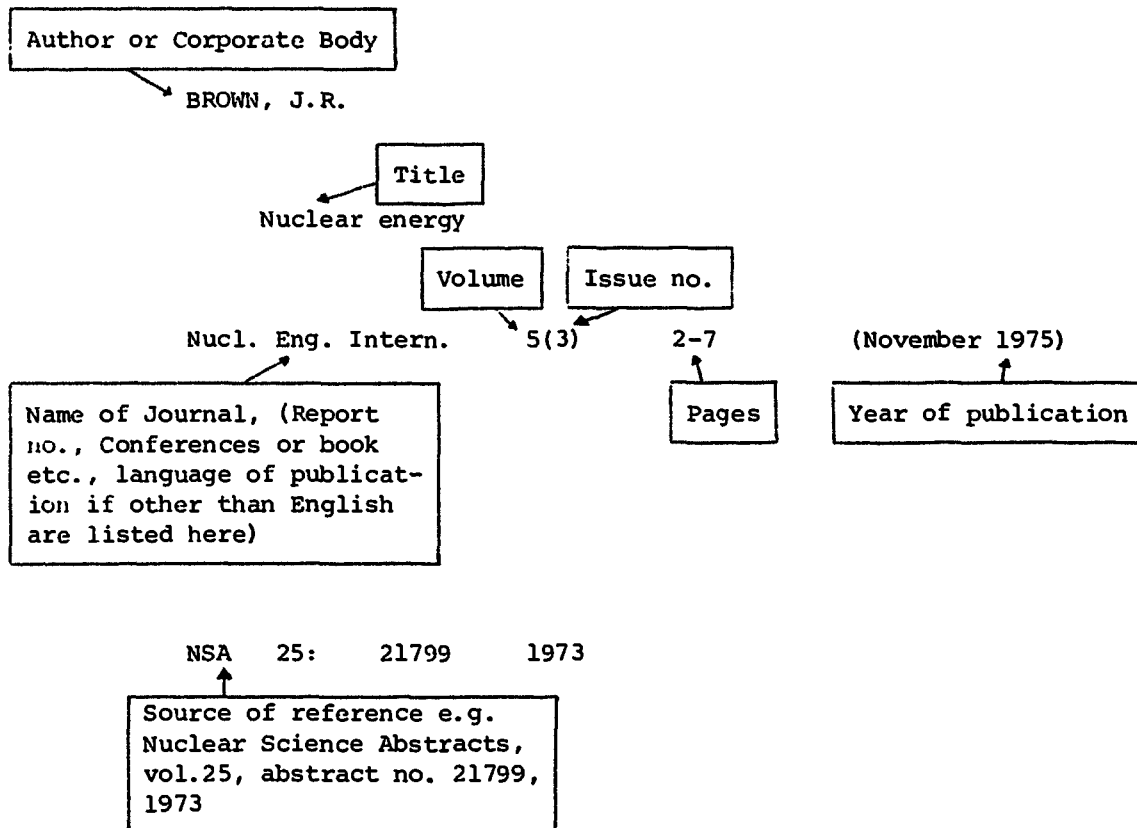 Author or Corporate Body
BROWN, J.R.
Title
Nuclear energy
Volume Issue no.
Nucl. Eng. Intern. 5(3) 2-7 (November 1975)
Name of Journal, (Report
no., Conferences or book
etc., language of publicat-
ion if other than English
are listed here)
Pages
Year of publication
NSA 25: 21799 1973
Source of reference e.g.
Nuclear Science Abstracts,
vol.25, abstract no. 21799,
1973